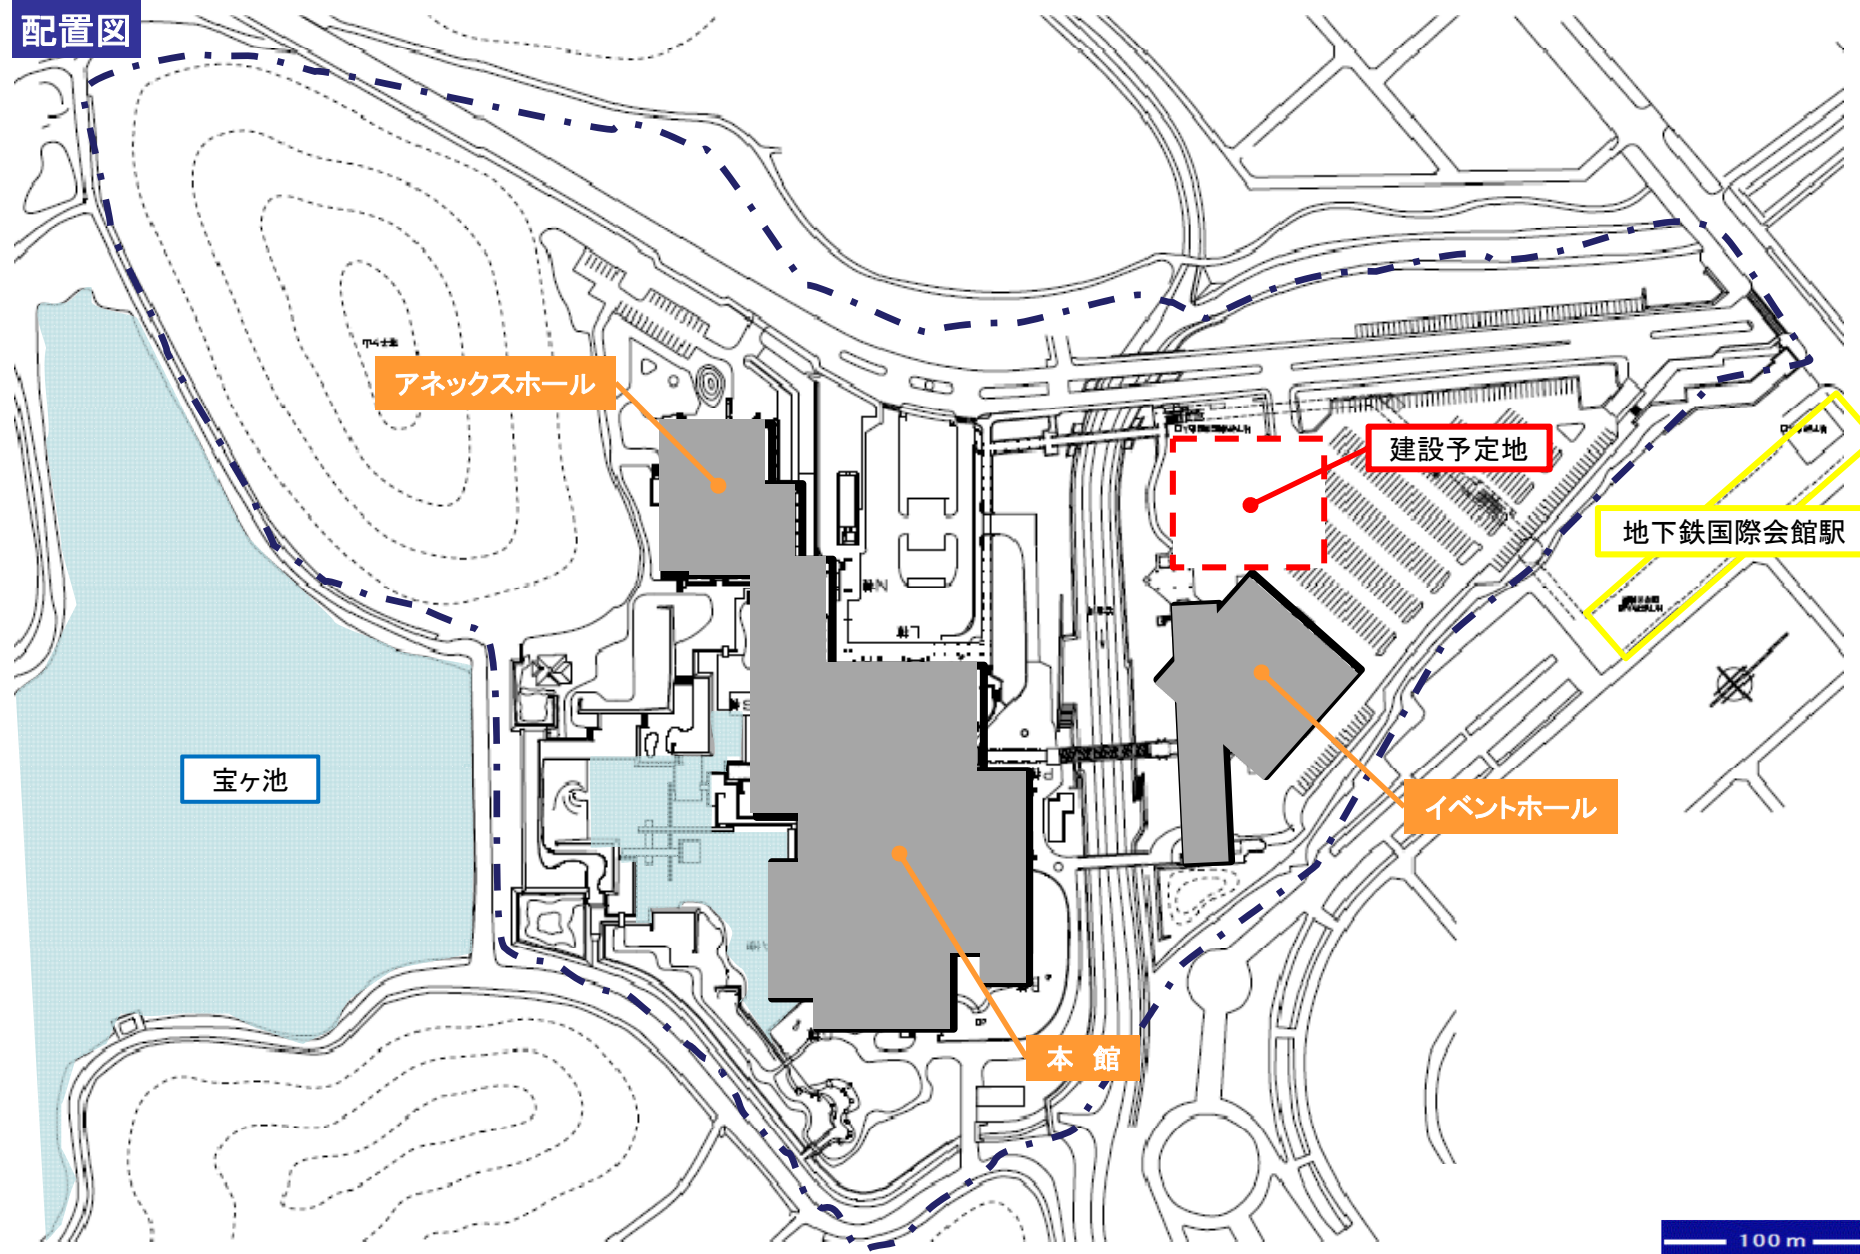 配置図
アネックスホール
建設予定地
地下鉄国際会館駅
宝ヶ池
イベントホール
本 館
100m